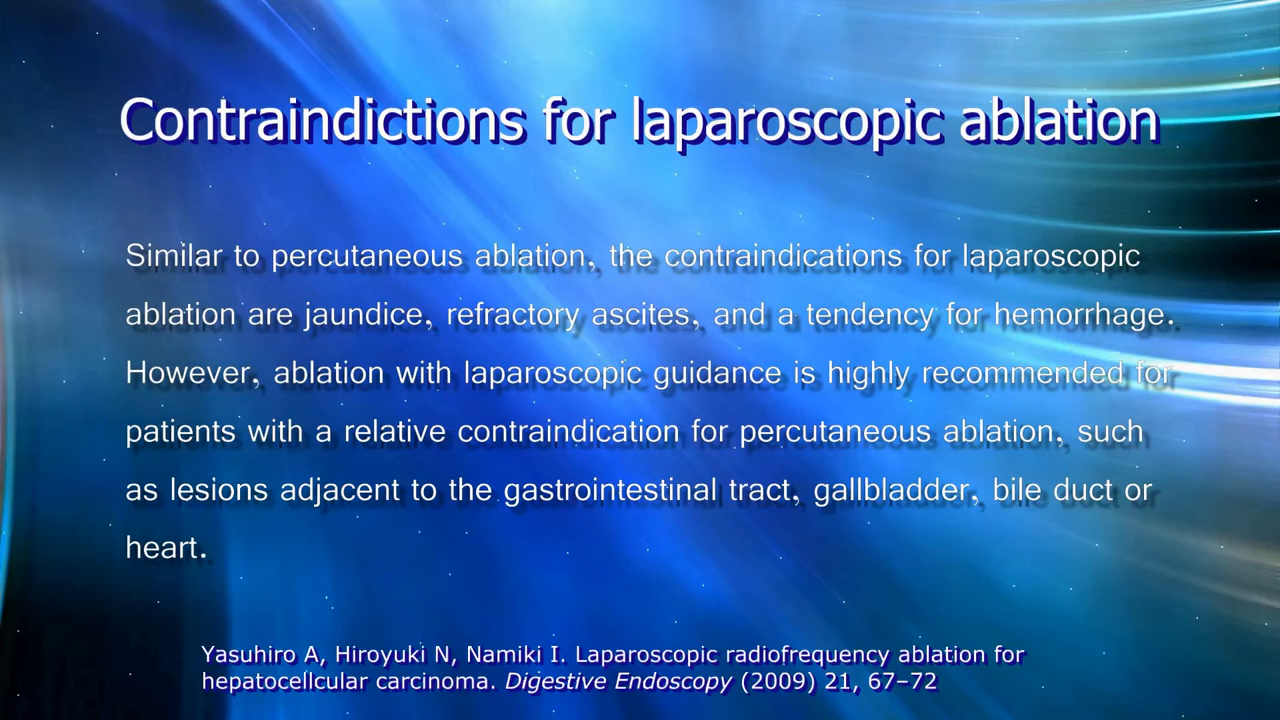 Contraindictions for laparoscopic ablation
Similar to percutaneous ablation, the contraindications for laparoscopic
ablation are jaundice, refractory ascites, and a tendency for hemorrhage.
However, ablation with laparoscopic guidance is highly recommended for
patients with a relative contraindication for percutaneous ablation, such
as lesions adjacent to the gastrointestinal tract, gallbladder, bile duct or
heart.
Yasuhiro A, Hiroyuki N, Namiki I. Laparoscopic radiofrequency ablation for
hepatocellcular carcinoma. Digestive Endoscopy (2009) 21, 67–72